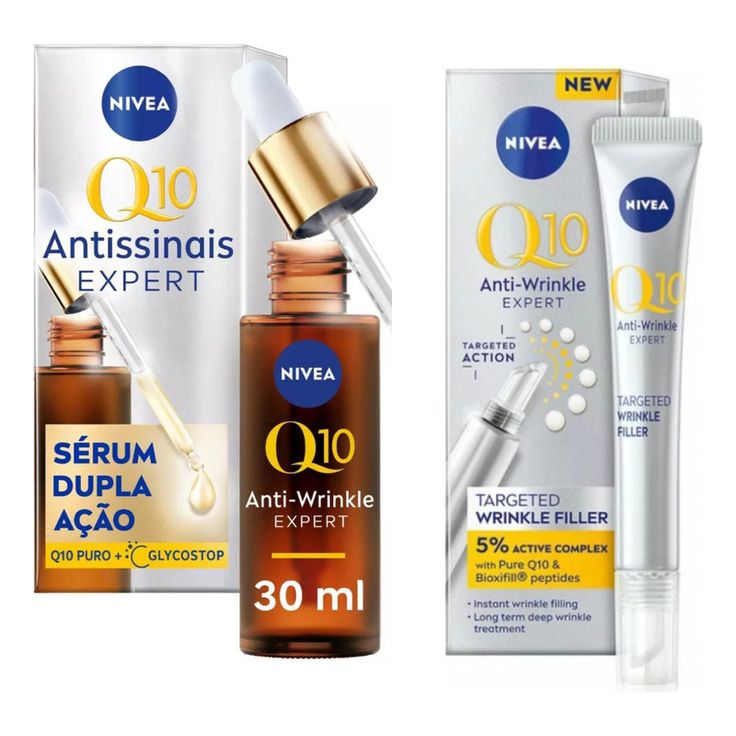 NIVEA
Q10
Antissinais
EXPERT
SÉRUM
DUPLA
AÇÃO
Q10 PURO + GLYCOSTOP
NIVEA
Q10
Anti-Wrinkle
EXPERT
30 ml
NEW
NIVEA
Q10
Anti-Wrinkle
EXPERT
TARGETED
ACTION
TARGETED
WRINKLE FILLER
5% ACTIVE COMPLEX
with Pure Q10 &
Bioxifill® peptides
• Instant wrinkle filling
• Long term deep wrinkle
treatment
NIVEA
Q10
Anti-Wrinkle
EXPERT
TARGETED
WRINKLE
FILLER